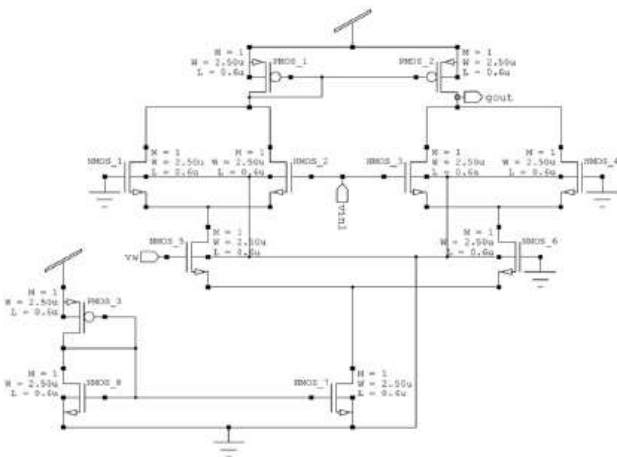 M = 1
PMOS_1
W = 2.50u
L = 0.6u
M = 1
PMOS_2
W = 2.50u
L = 0.6u
gout
NMOS_1
M = 1
W = 2.50u
L = 0.6u
M = 1
W = 2.50u
L = 0.6u
NMOS_2
vin1
NMOS_3
M = 1
W = 2.50u
L = 0.6u
M = 1
W = 2.50u
L = 0.6u
NMOS_4
vw
NMOS_5
M = 1
W = 2.50u
L = 0.6u
M = 1
W = 2.50u
L = 0.6u
NMOS_6
M = 1
PMOS_3
W = 2.50u
L = 0.6u
M = 1
NMOS_8
W = 2.50u
L = 0.6u
NMOS_7
M = 1
W = 2.50u
L = 0.6u